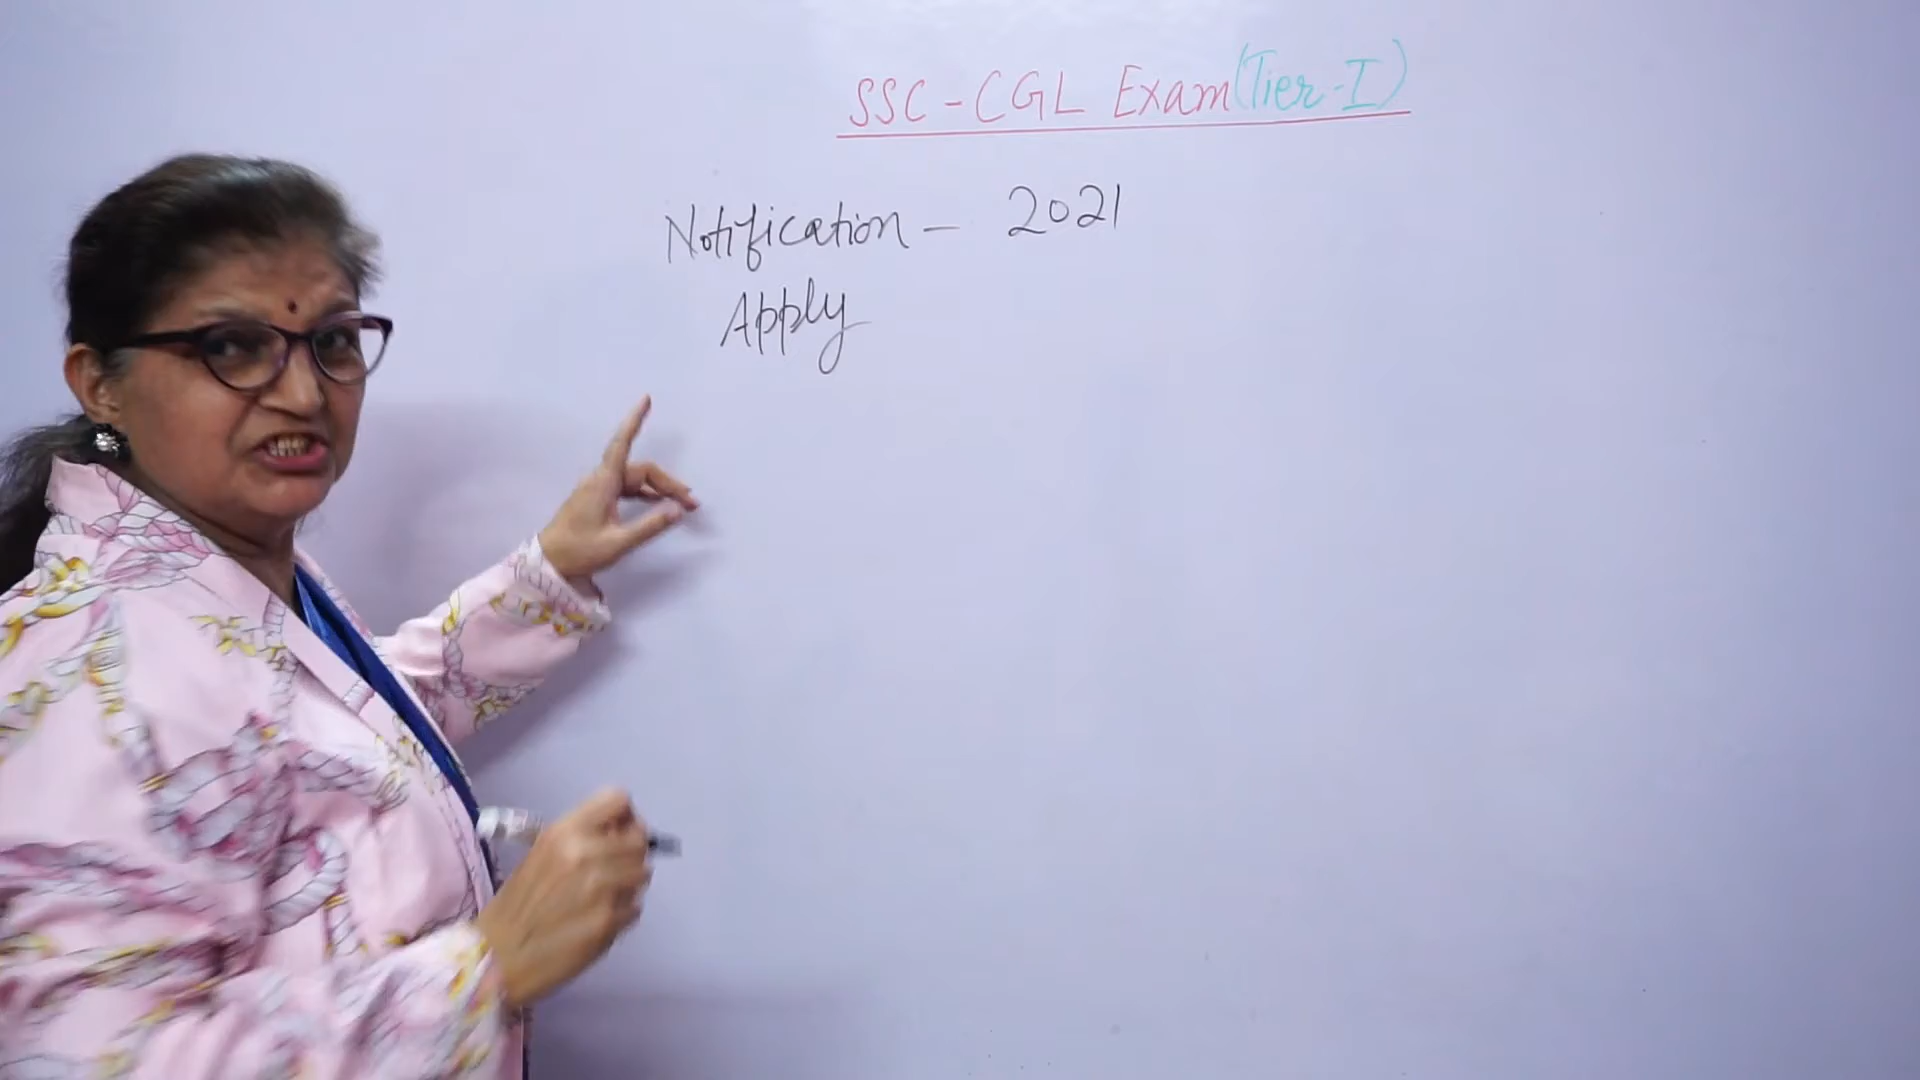 SSC-CGL Exam (Tier-I)
Notification - 2021
Apply